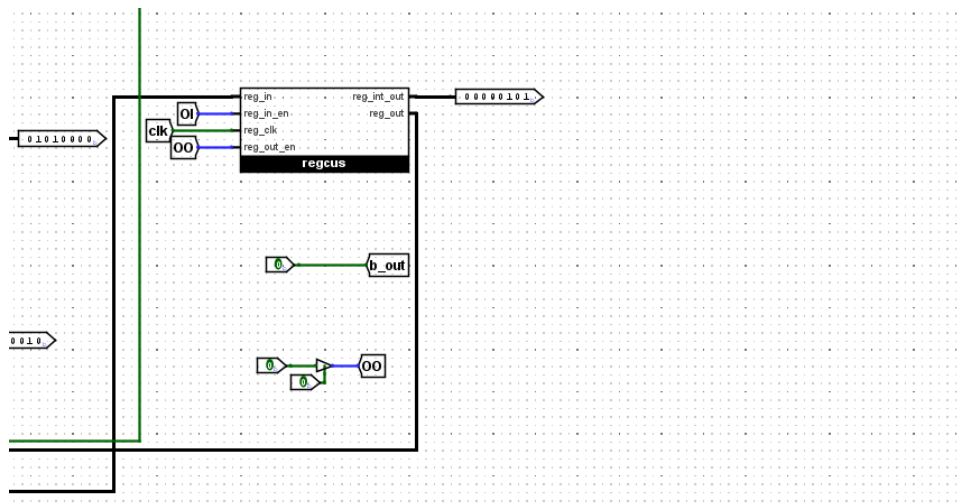 reg_in reg_int_out 00000101
OI reg_in_en reg_out
clk reg_clk
01010000
OO reg_out_en
regcus
0 b_out
0010
0 OO
0